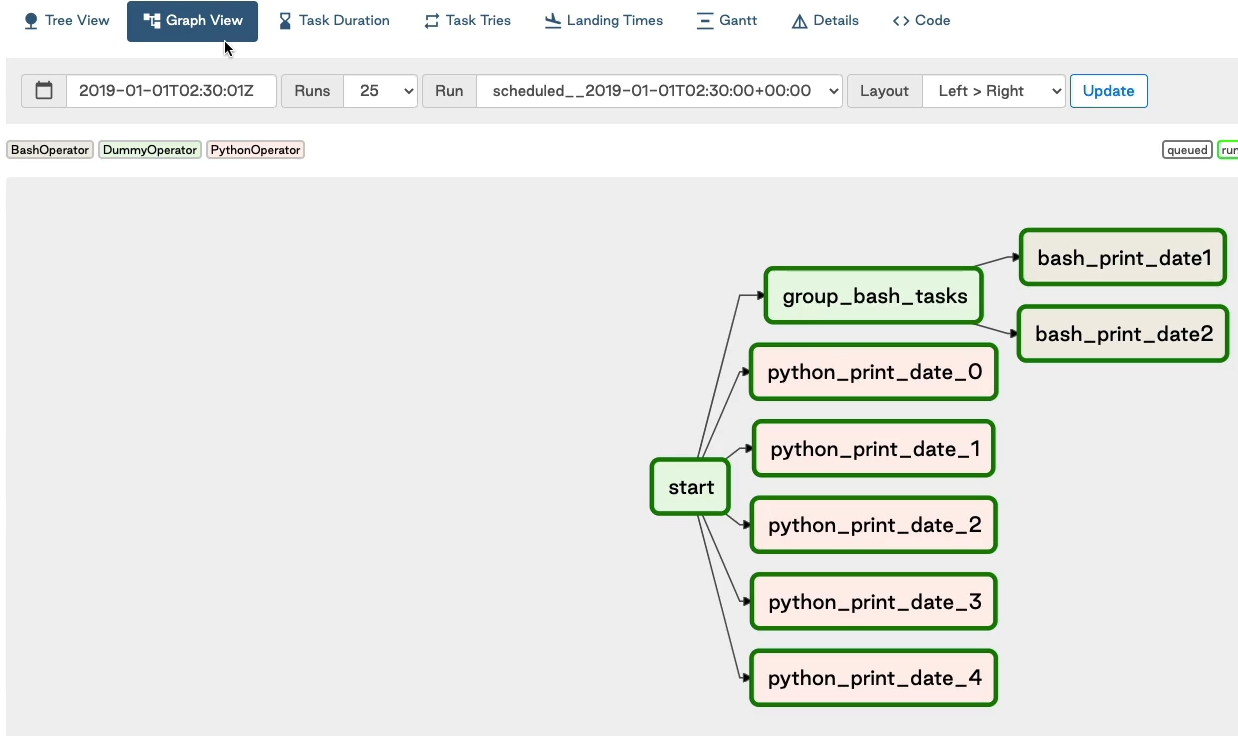 Tree View Graph View Task Duration Task Tries Landing Times Gantt Details <> Code
2019-01-01T02:30:01Z Runs 25 Run scheduled__2019-01-01T02:30:00+00:00 Layout Left > Right Update
BashOperator DummyOperator PythonOperator queued run
bash_print_date1
group_bash_tasks
bash_print_date2
python_print_date_0
python_print_date_1
start
python_print_date_2
python_print_date_3
python_print_date_4